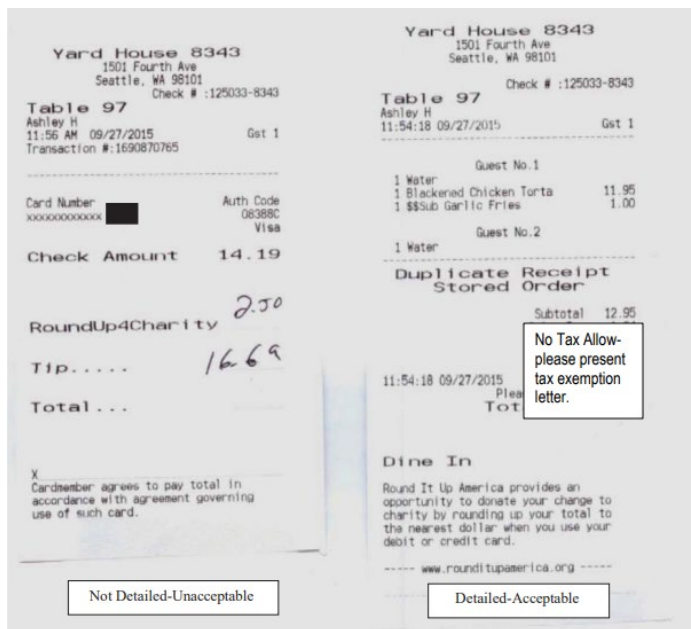 Yard House 8343
1501 Fourth Ave
Seattle, WA 98101
Check # :125033-8343
Table 97
Ashley H
11:56 AM 09/27/2015 Gst 1
Transaction #:1690870765
Card Number Auth Code
xxxxxxxxxxxx 08388C
Visa
Check Amount 14.19
2.50
RoundUp4Charity
16.69
Tip.....
Total...
X
Cardmember agrees to pay total in
accordance with agreement governing
use of such card.
Not Detailed-Unacceptable
Yard House 8343
1501 Fourth Ave
Seattle, WA 98101
Check # :125033-8343
Table 97
Ashley H
11:54:18 09/27/2015 Gst 1
Guest No.1
1 Water
1 Blackened Chicken Torta 11.95
1 $$Sub Garlic Fries 1.00
Guest No.2
1 Water
Duplicate Receipt
Stored Order
Subtotal 12.95
No Tax Allow-
please present
tax exemption
letter.
11:54:18 09/27/2015
Dine In
Round It Up America provides an
opportunity to donate your change to
charity by rounding up your total to
the nearest dollar when you use your
debit or credit card.
----- www.rounditupamerica.org -----
Detailed-Acceptable